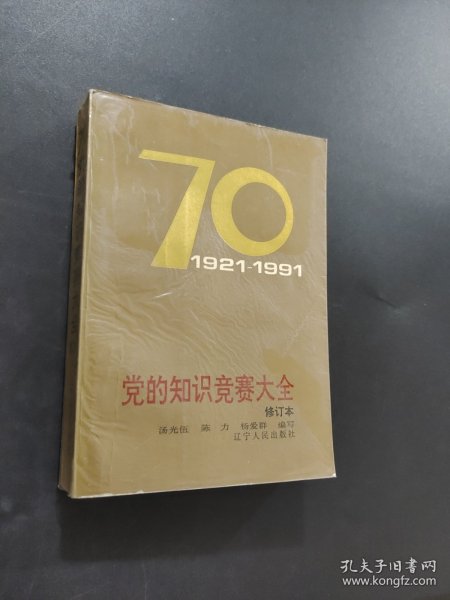 70
1921-1991
党的知识竞赛大全
修订本
汤光伍 陈力 杨爱群 编写
辽宁人民出版社
孔夫子旧书网
www.kongfz.com